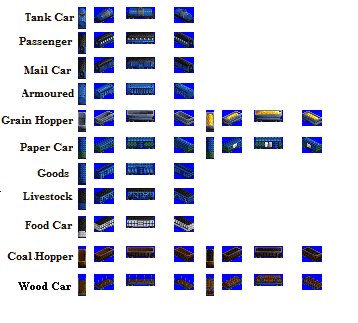 Tank Car
Passenger
Mail Car
Armoured
Grain Hopper
Paper Car
Goods
Livestock
Food Car
Coal Hopper
Wood Car